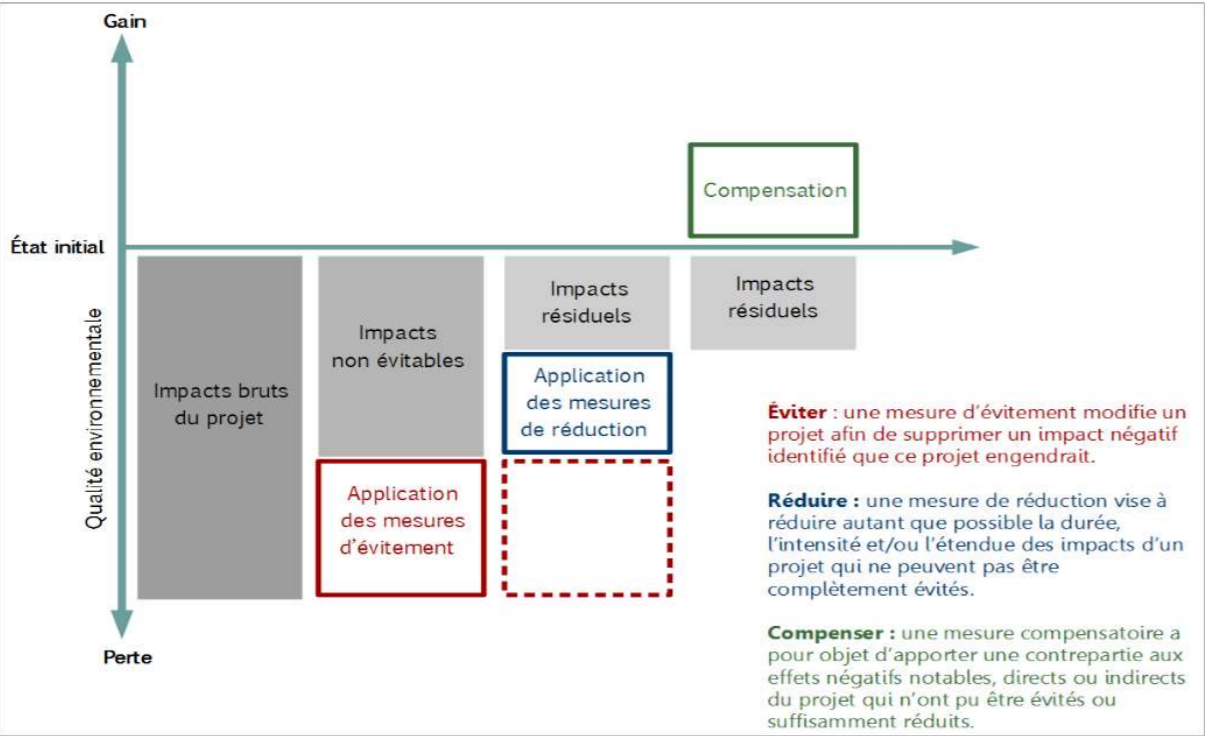 Gain
Compensation
État initial
Impacts bruts
du projet
Impacts
non évitables
Application
des mesures
d'évitement
Impacts
résiduels
Application
des mesures
de réduction
Impacts
résiduels
Qualité environnementale
Perte
Éviter : une mesure d'évitement modifie un
projet afin de supprimer un impact négatif
identifié que ce projet engendrait.
Réduire : une mesure de réduction vise à
réduire autant que possible la durée,
l'intensité et/ou l'étendue des impacts d'un
projet qui ne peuvent pas être
complètement évités.
Compenser : une mesure compensatoire a
pour objet d'apporter une contrepartie aux
effets négatifs notables, directs ou indirects
du projet qui n'ont pu être évités ou
suffisamment réduits.